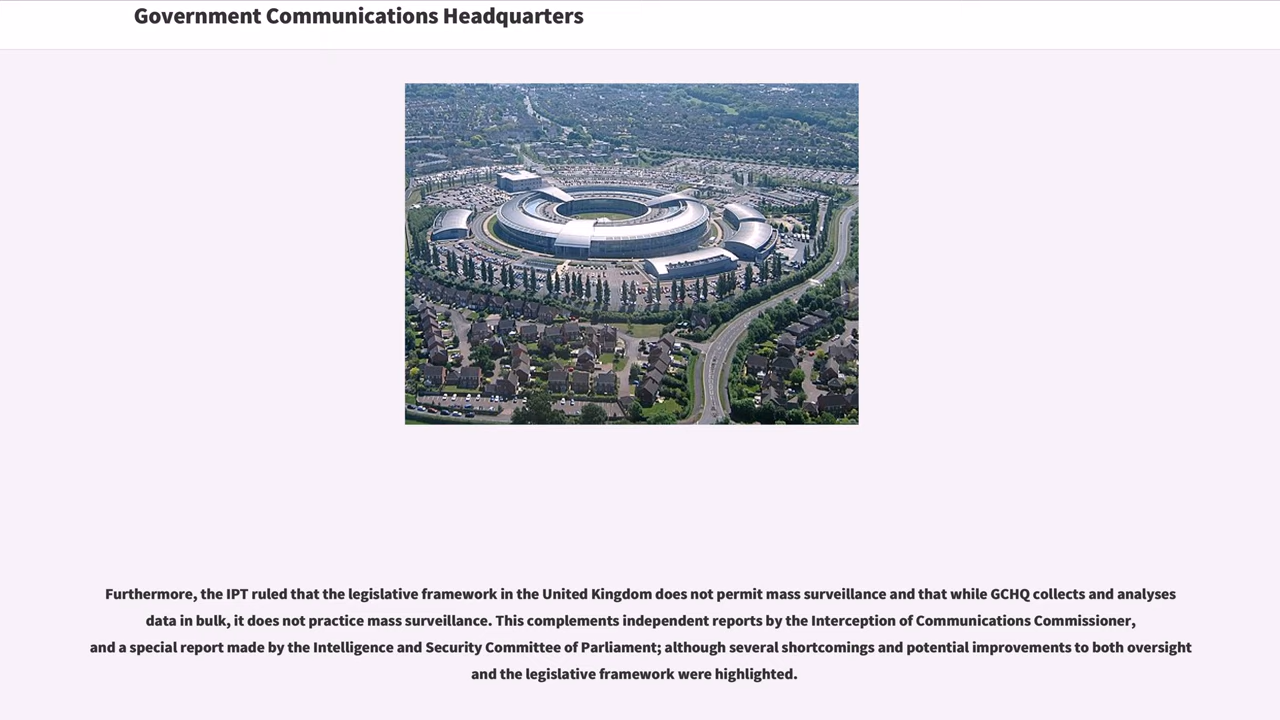 Government Communications Headquarters
Furthermore, the IPT ruled that the legislative framework in the United Kingdom does not permit mass surveillance and that while GCHQ collects and analyses
data in bulk, it does not practice mass surveillance. This complements independent reports by the Interception of Communications Commissioner,
and a special report made by the Intelligence and Security Committee of Parliament; although several shortcomings and potential improvements to both oversight
and the legislative framework were highlighted.